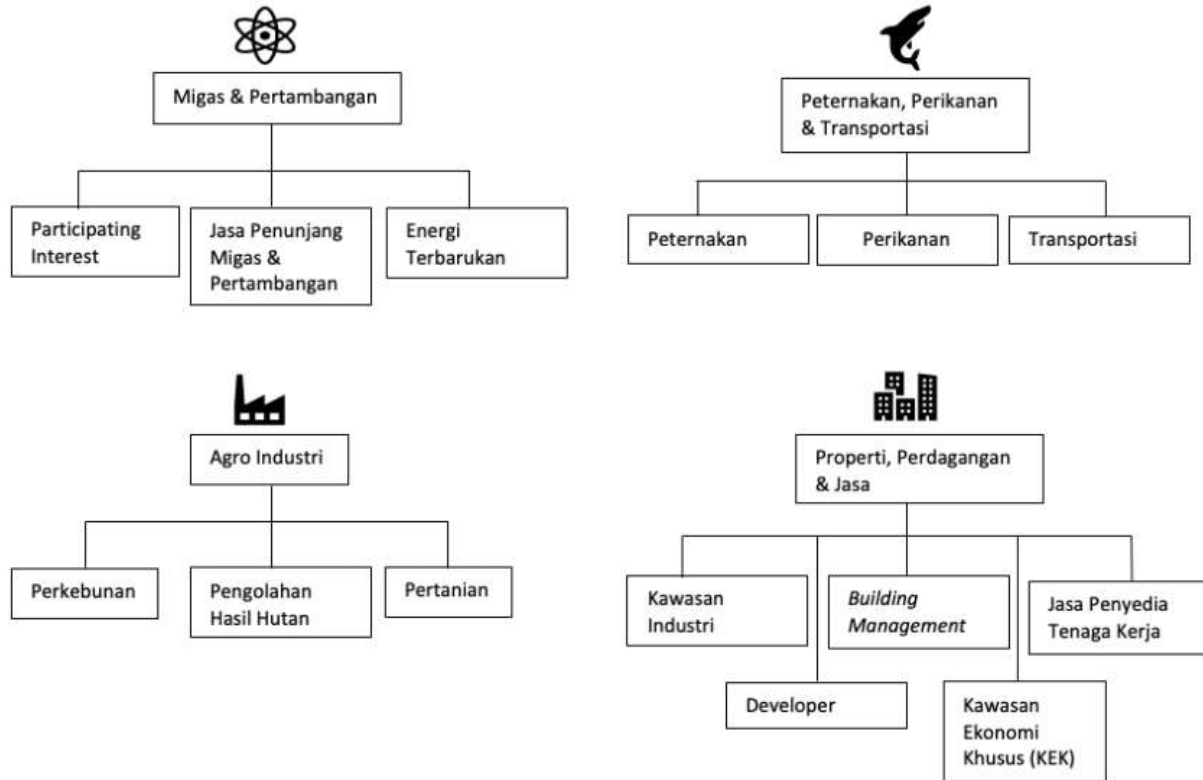 Migas & Pertambangan
Participating
Interest
Jasa Penunjang
Migas &
Pertambangan
Energi
Terbarukan
Peternakan, Perikanan
& Transportasi
Peternakan
Perikanan
Transportasi
Agro Industri
Perkebunan
Pengolahan
Hasil Hutan
Pertanian
Properti, Perdagangan
& Jasa
Kawasan
Industri
Building
Management
Jasa Penyedia
Tenaga Kerja
Developer
Kawasan
Ekonomi
Khusus (KEK)